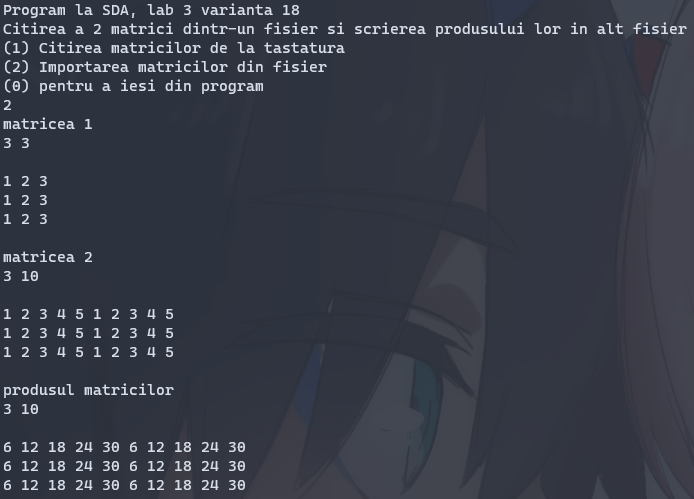 Program la SDA, lab 3 varianta 18
Citirea a 2 matrici dintr-un fisier si scrierea produsului lor in alt fisier
(1) Citirea matricilor de la tastatura
(2) Importarea matricilor din fisier
(0) pentru a iesi din program
2
matricea 1
3 3
1 2 3
1 2 3
1 2 3
matricea 2
3 10
1 2 3 4 5 1 2 3 4 5
1 2 3 4 5 1 2 3 4 5
1 2 3 4 5 1 2 3 4 5
produsul matricilor
3 10
6 12 18 24 30 6 12 18 24 30
6 12 18 24 30 6 12 18 24 30
6 12 18 24 30 6 12 18 24 30